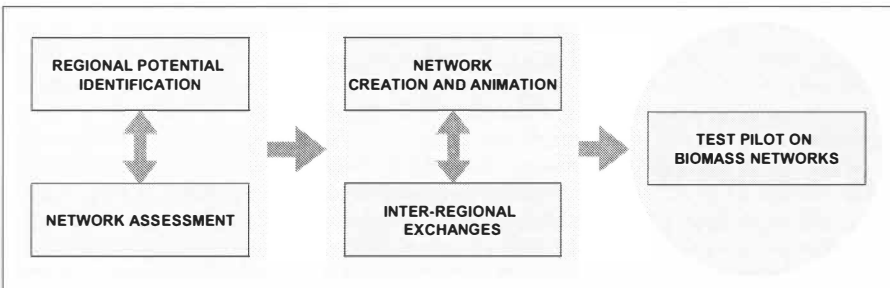 REGIONAL POTENTIAL
IDENTIFICATION
NETWORK ASSESSMENT
NETWORK
CREATION AND ANIMATION
INTER-REGIONAL
EXCHANGES
TEST PILOT ON
BIOMASS NETWORKS